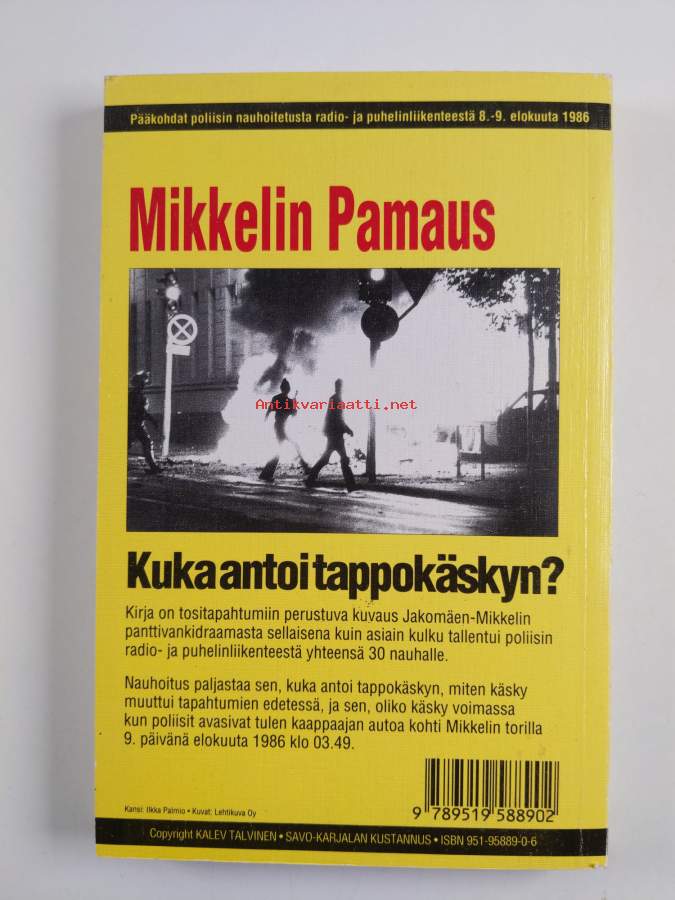 Pääkohdat poliisin nauhoitetusta radio- ja puhelinliikenteestä 8.-9. elokuuta 1986
Mikkelin Pamaus
Antikvariaatti.net
Kuka antoi tappokäskyn?
Kirja on tositapahtumiin perustuva kuvaus Jakomäen-Mikkelin
panttivankidraamasta sellaisena kuin asiain kulku tallentui poliisin
radio- ja puhelinliikenteestä yhteensä 30 nauhalle.
Nauhoitus paljastaa sen, kuka antoi tappokäskyn, miten käsky
muuttui tapahtumien edetessä, ja sen, oliko käsky voimassa
kun poliisit avasivat tulen kaappaajan autoa kohti Mikkelin torilla
9. päivänä elokuuta 1986 klo 03.49.
Kansi: Ilkka Palmio • Kuvat: Lehtikuva Oy
9 789519 588902
Copyright KALEV TALVINEN • SAVO-KARJALAN KUSTANNUS • ISBN 951-95889-0-6